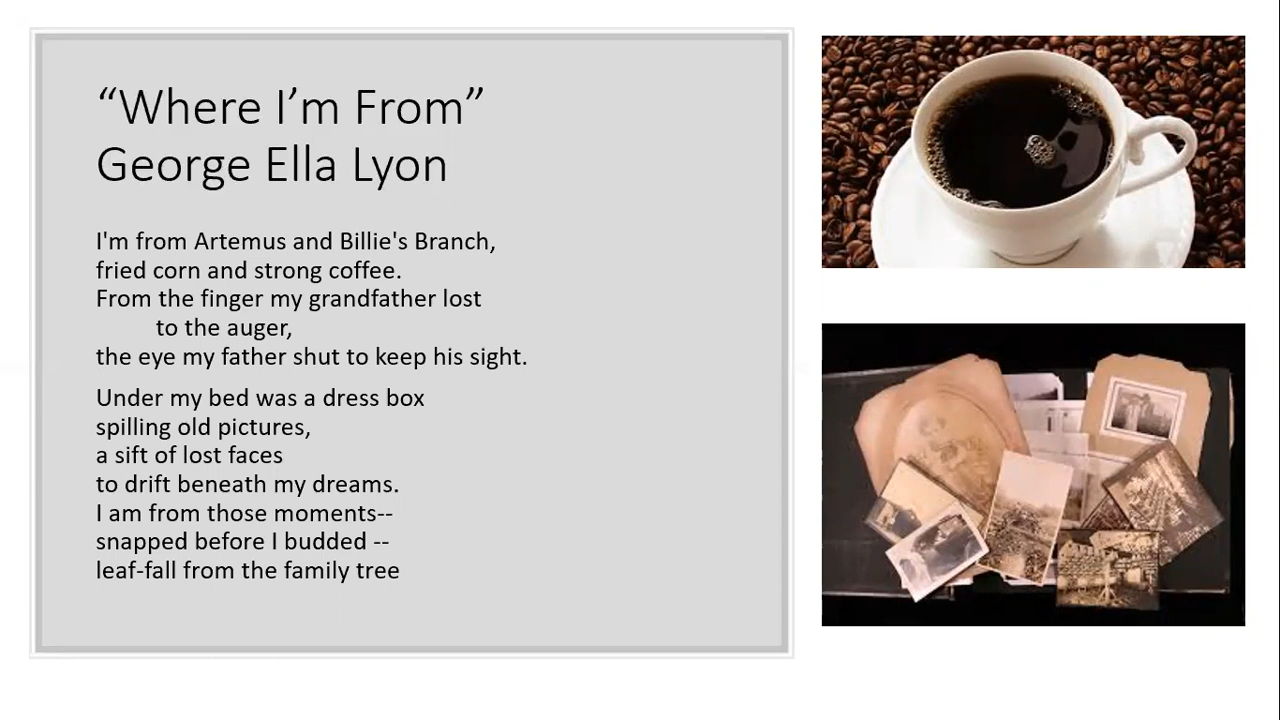 “Where I’m From”
George Ella Lyon
I'm from Artemus and Billie's Branch,
fried corn and strong coffee.
From the finger my grandfather lost
to the auger,
the eye my father shut to keep his sight.
Under my bed was a dress box
spilling old pictures,
a sift of lost faces
to drift beneath my dreams.
I am from those moments--
snapped before I budded --
leaf-fall from the family tree